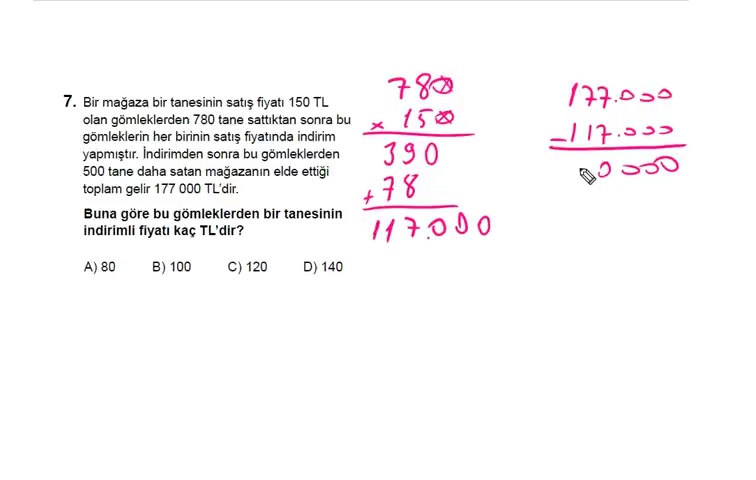 7. Bir mağaza bir tanesinin satış fiyatı 150 TL
olan gömleklerden 780 tane sattıktan sonra bu
gömleklerin her birinin satış fiyatında indirim
yapmıştır. İndirimden sonra bu gömleklerden
500 tane daha satan mağazanın elde ettiği
toplam gelir 177 000 TL'dir.
Buna göre bu gömleklerden bir tanesinin
indirimli fiyatı kaç TL'dir?
A) 80 B) 100 C) 120 D) 140
780
x 150
390
+ 78
117.000
177.000
- 117.000
0000